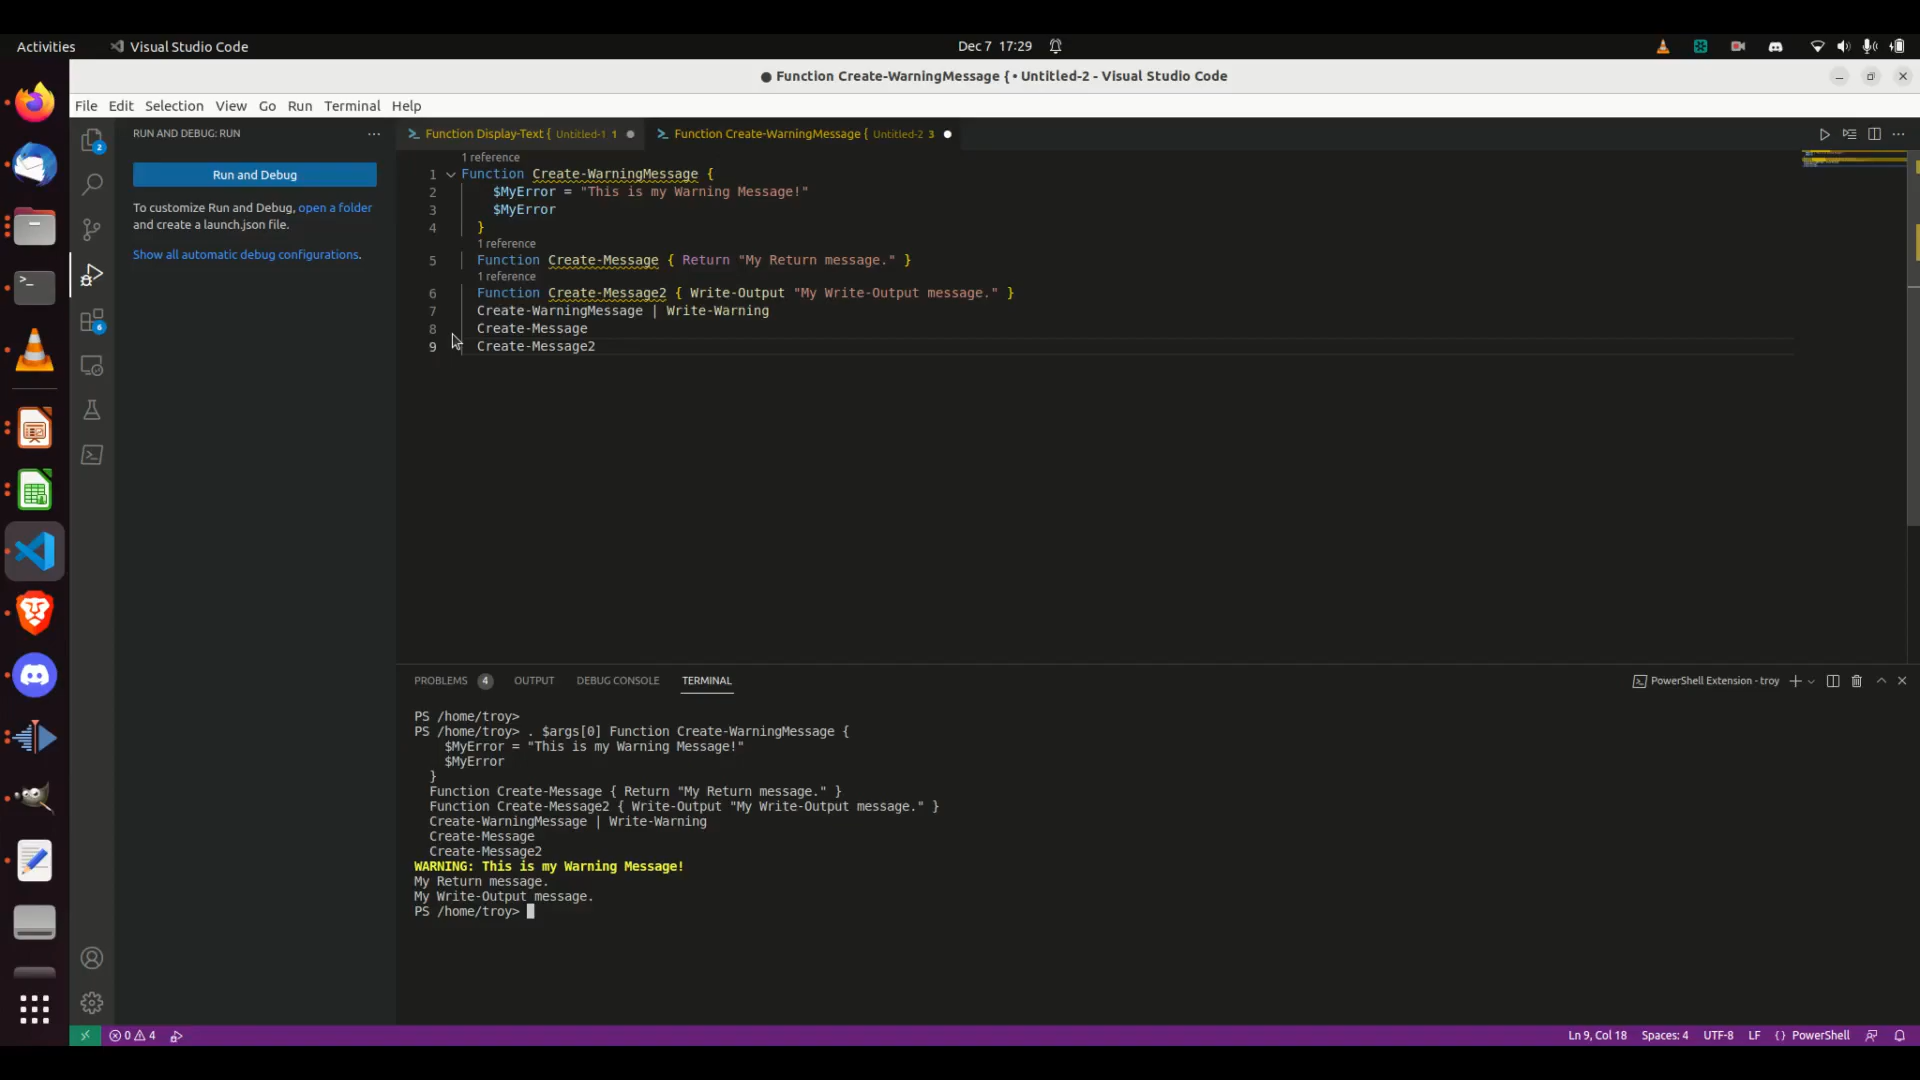 Activities
Visual Studio Code
Dec 7 17:29
● Function Create-WarningMessage { • Untitled-2 - Visual Studio Code
File Edit Selection View Go Run Terminal Help
RUN AND DEBUG: RUN
Function Display-Text { Untitled-1 1
Function Create-WarningMessage { Untitled-2 3
Run and Debug
To customize Run and Debug, open a folder
and create a launch.json file.
Show all automatic debug configurations.
2
6
1 reference
1 Function Create-WarningMessage {
2 $MyError = "This is my Warning Message!"
3 $MyError
4 }
1 reference
5 Function Create-Message { Return "My Return message." }
1 reference
6 Function Create-Message2 { Write-Output "My Write-Output message." }
7 Create-WarningMessage | Write-Warning
8 Create-Message
9 Create-Message2
PROBLEMS 4 OUTPUT DEBUG CONSOLE TERMINAL
PowerShell Extension - troy
PS /home/troy>
PS /home/troy> . $args[0] Function Create-WarningMessage {
$MyError = "This is my Warning Message!"
$MyError
}
Function Create-Message { Return "My Return message." }
Function Create-Message2 { Write-Output "My Write-Output message." }
Create-WarningMessage | Write-Warning
Create-Message
Create-Message2
WARNING: This is my Warning Message!
My Return message.
My Write-Output message.
PS /home/troy>
0 4
Ln 9, Col 18 Spaces: 4 UTF-8 LF {} PowerShell